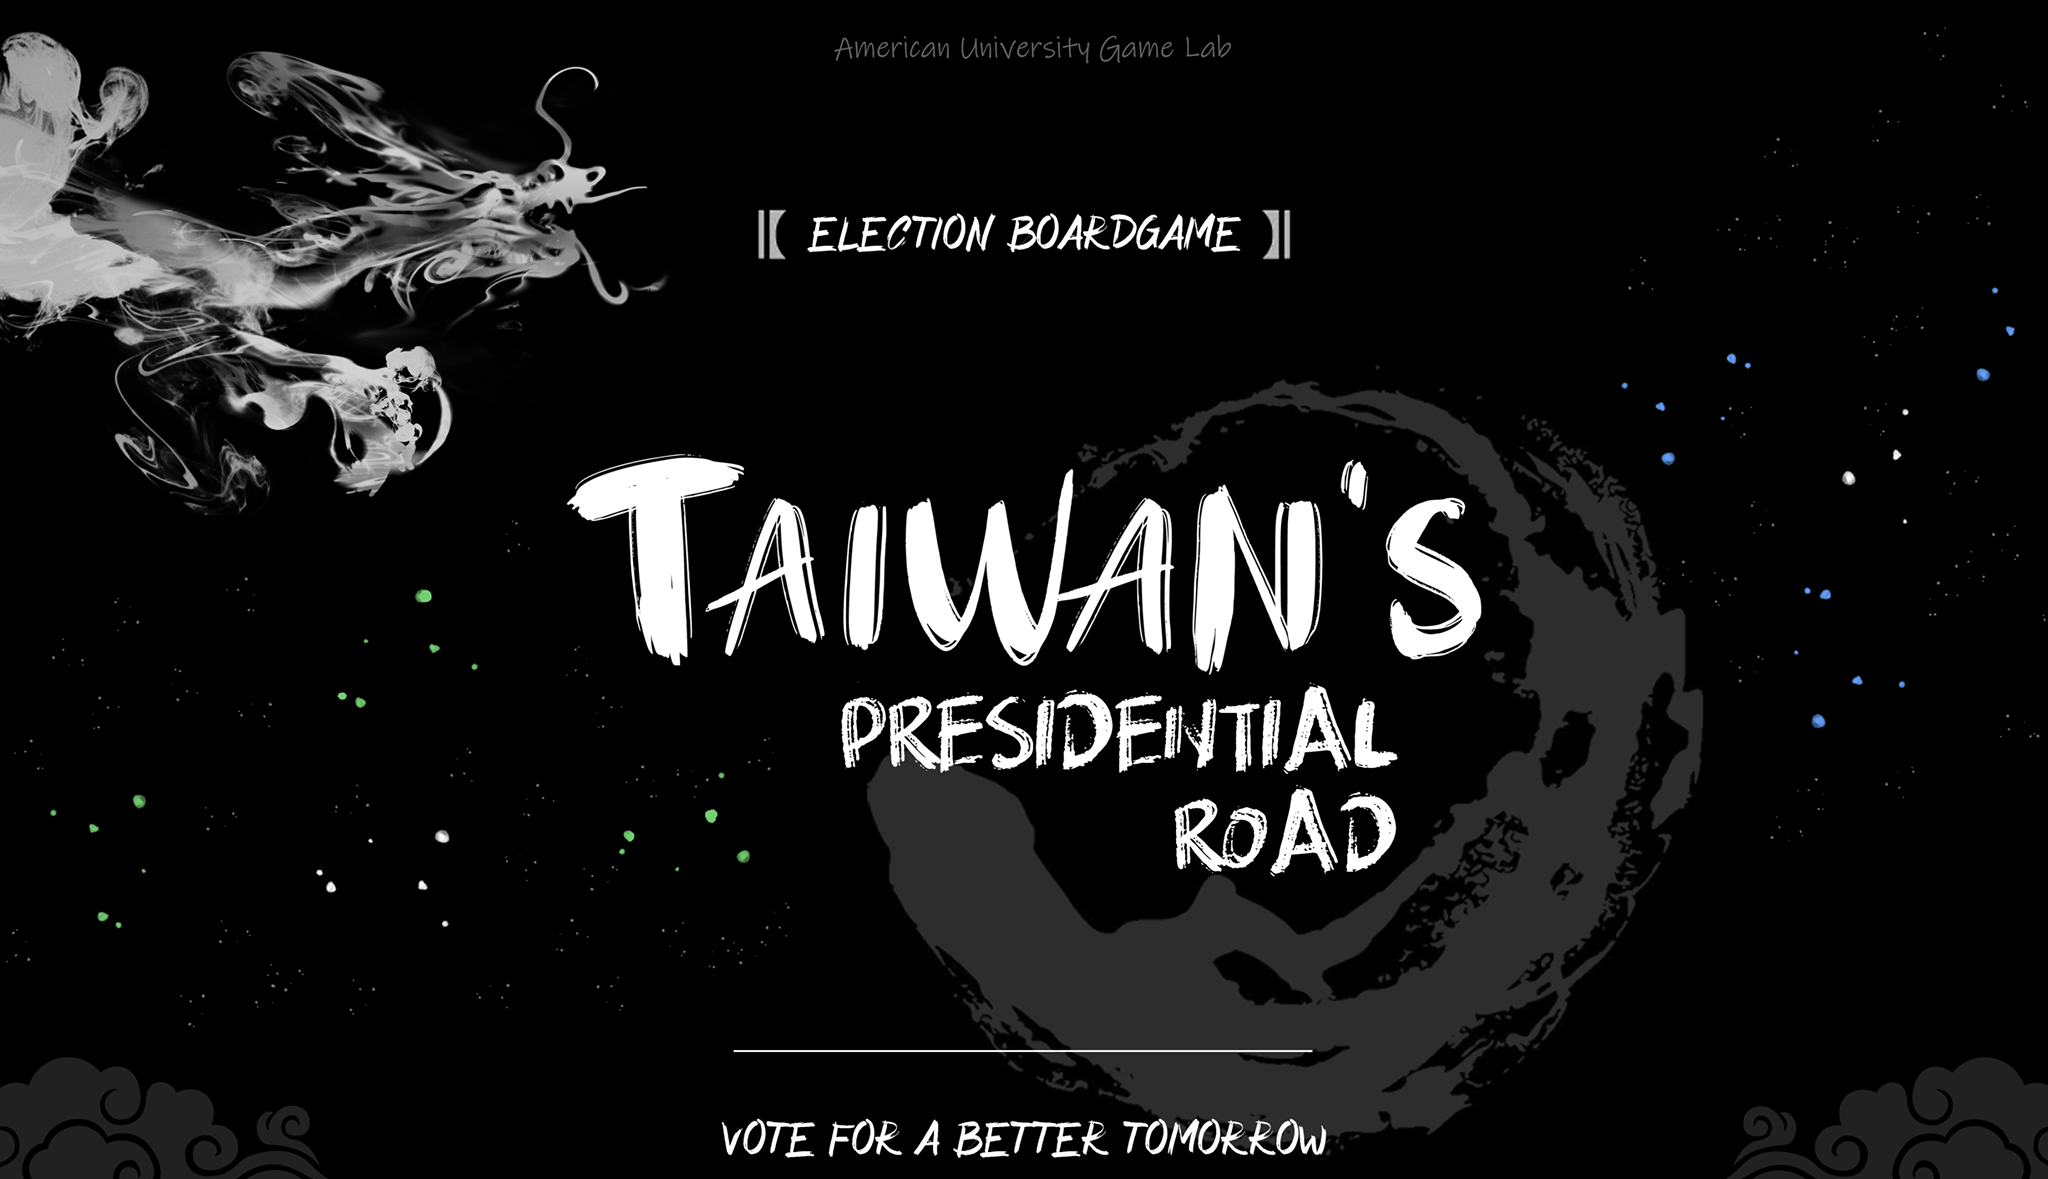 American University Game Lab
ELECTION BOARDGAME
TAIWAN'S
PRESIDENTIAL
ROAD
VOTE FOR A BETTER TOMORROW